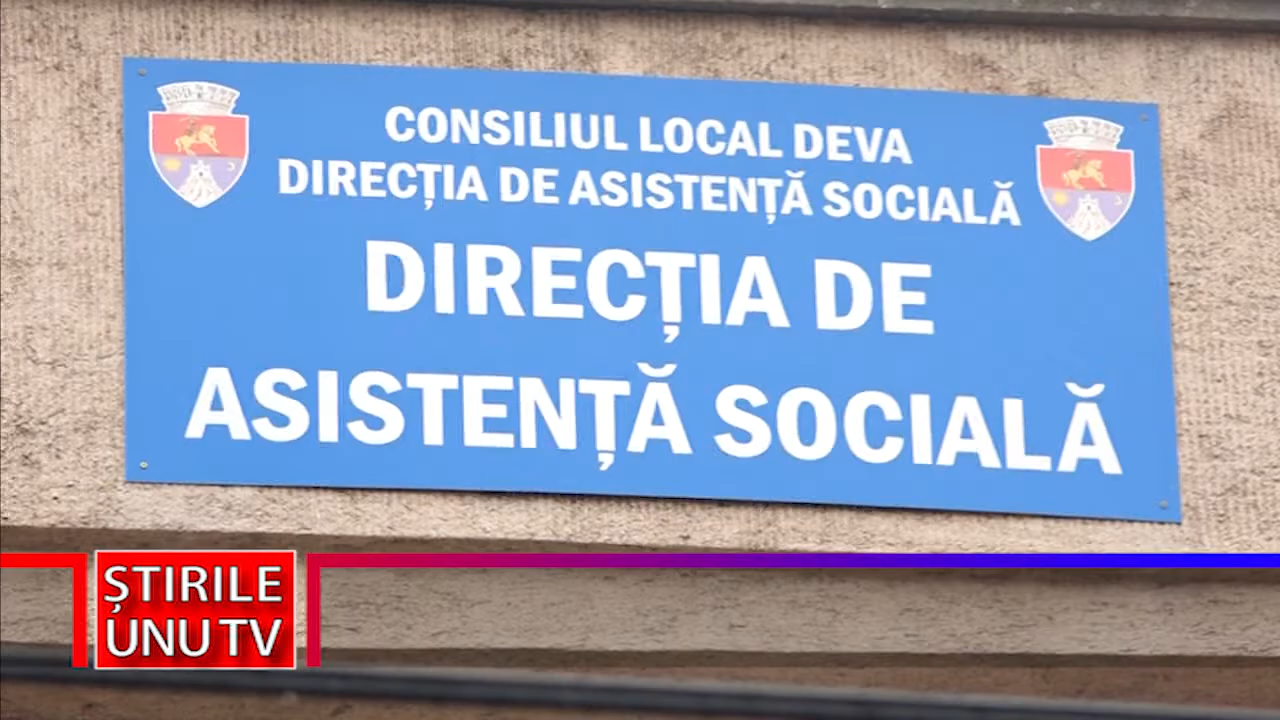 CONSILIUL LOCAL DEVA
DIRECȚIA DE ASISTENȚĂ SOCIALĂ
DIRECȚIA DE
ASISTENȚĂ SOCIALĂ
ȘTIRILE
UNU TV